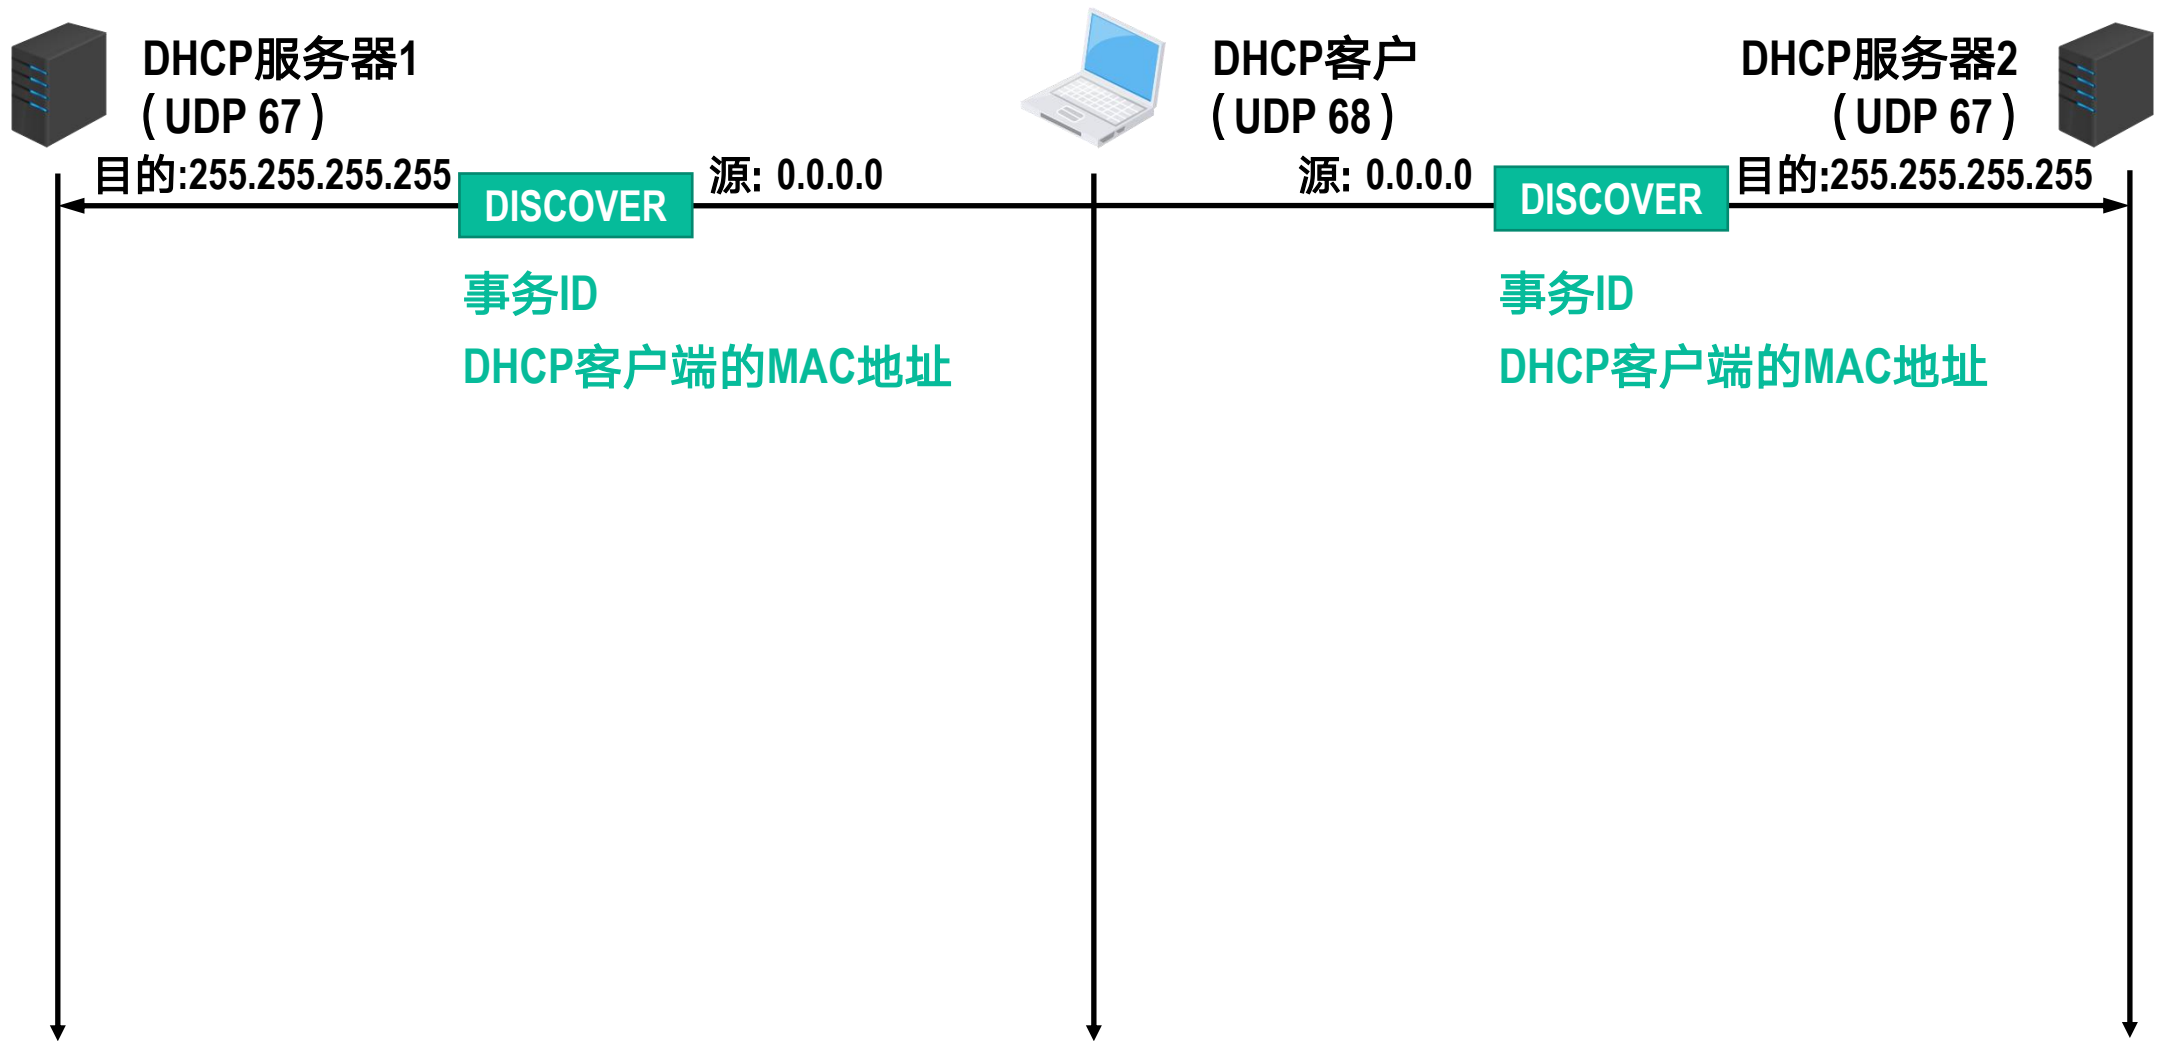 DHCP服务器1
(UDP 67)
DHCP客户
(UDP 68)
DHCP服务器2
(UDP 67)
目的:255.255.255.255
DISCOVER
源: 0.0.0.0
源: 0.0.0.0
DISCOVER
目的:255.255.255.255
事务ID
DHCP客户端的MAC地址
事务ID
DHCP客户端的MAC地址